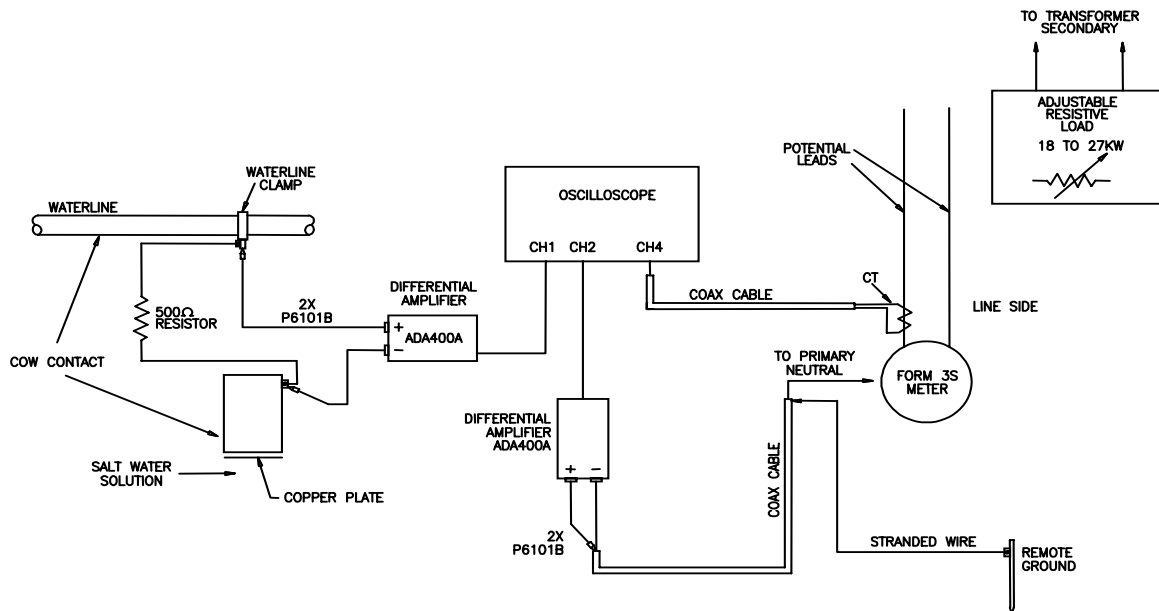 TO TRANSFORMER
SECONDARY
ADJUSTABLE
RESISTIVE
LOAD
18 TO 27KW
POTENTIAL
LEADS
WATERLINE
CLAMP
WATERLINE
OSCILLOSCOPE
CH1 CH2 CH4
CT
COAX CABLE
LINE SIDE
DIFFERENTIAL
AMPLIFIER
2X
P6101B
500Ω
RESISTOR
+
ADA400A
−
COW CONTACT
TO PRIMARY
NEUTRAL
FORM 3S
METER
DIFFERENTIAL
AMPLIFIER
ADA400A
+ −
COAX CABLE
SALT WATER
SOLUTION
COPPER PLATE
2X
P6101B
STRANDED WIRE
REMOTE
GROUND